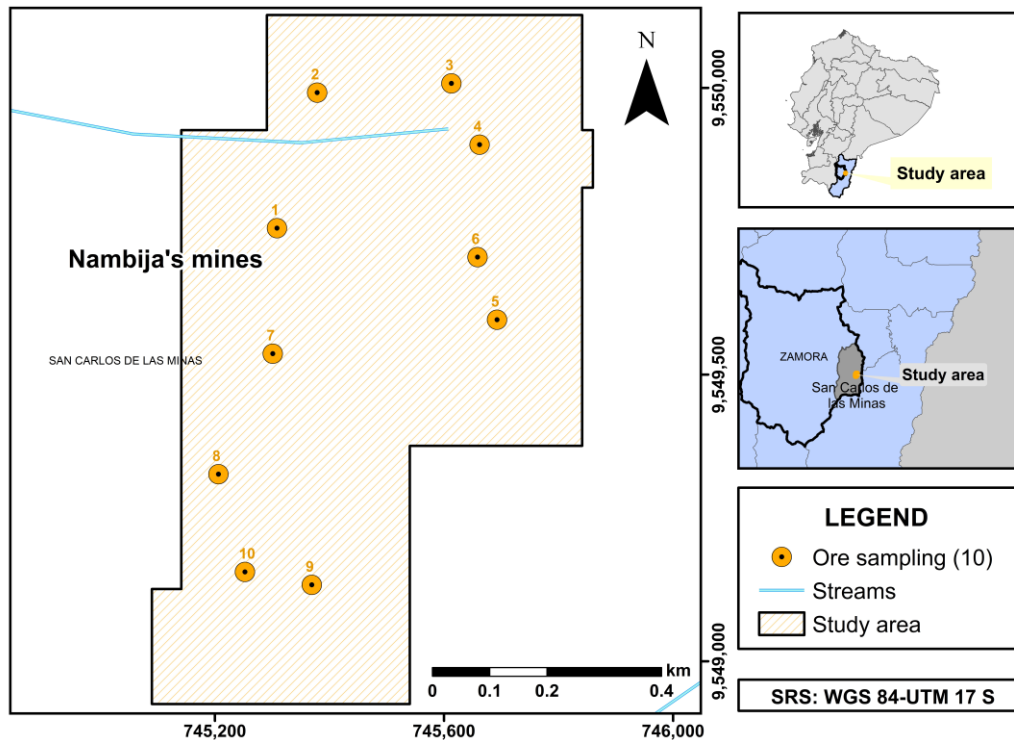 2
3
4
1
6
5
7
8
10
9
N
Nambija's mines
SAN CARLOS DE LAS MINAS
km
0
0.1
0.2
0.4
745,200
745,600
746,000
9,550,000
9,549,500
9,549,000
Study area
ZAMORA
Study area
San Carlos de
las Minas
LEGEND
Ore sampling (10)
Streams
Study area
SRS: WGS 84-UTM 17 S